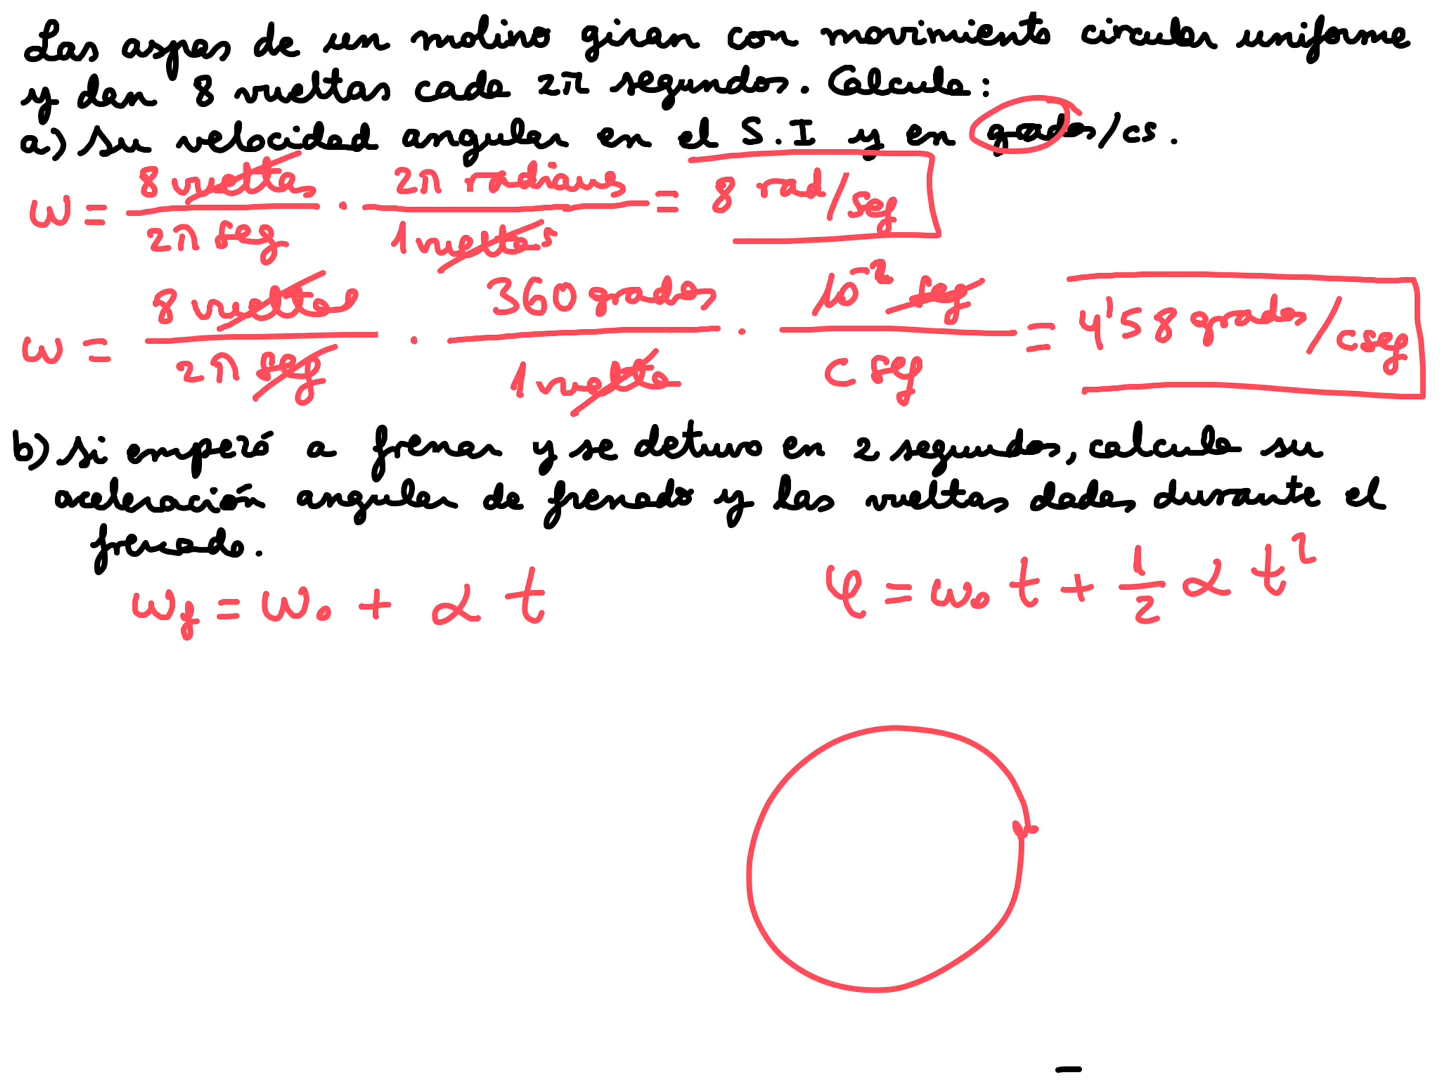 Las aspas de un molino giran con movimiento circular uniforme
y dan 8 vueltas cada 2π segundos. Calcula:
a) Su velocidad angular en el S.I y en grados/cs.
ω = 8 vueltas / 2π seg · 2π radianes / 1 vueltas = 8 rad/seg
ω = 8 vueltas / 2π seg · 360 grados / 1 vuelta · 10⁻² seg / c seg = 4'58 grados/cseg
b) Si empezó a frenar y se detuvo en 2 segundos, calcula su
aceleración angular de frenado y las vueltas dadas durante el
frenado.
ω_f = ω₀ + α t
φ = ω₀ t + 1/2 α t²